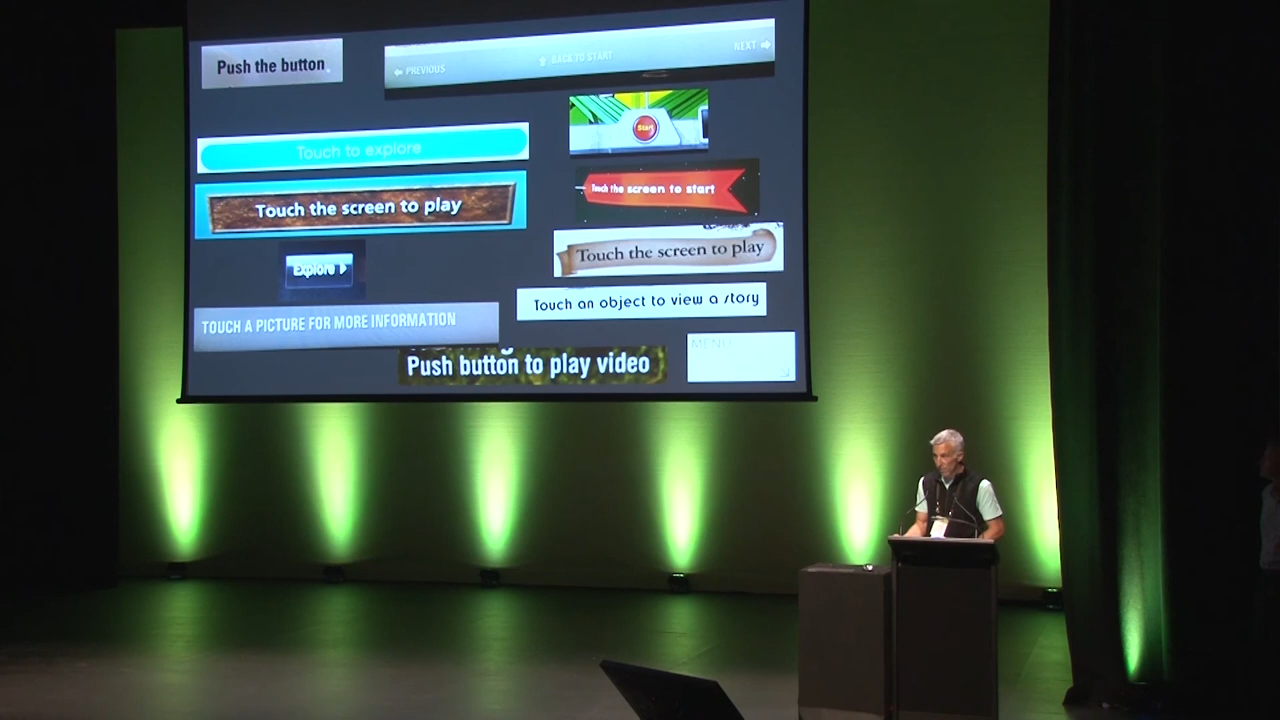 Push the button
PREVIOUS
BACK TO START
NEXT
Start
Touch to explore
Touch the screen to start
Touch the screen to play
Touch the screen to play
Explore
Touch an object to view a story
TOUCH A PICTURE FOR MORE INFORMATION
MENU
Push button to play video